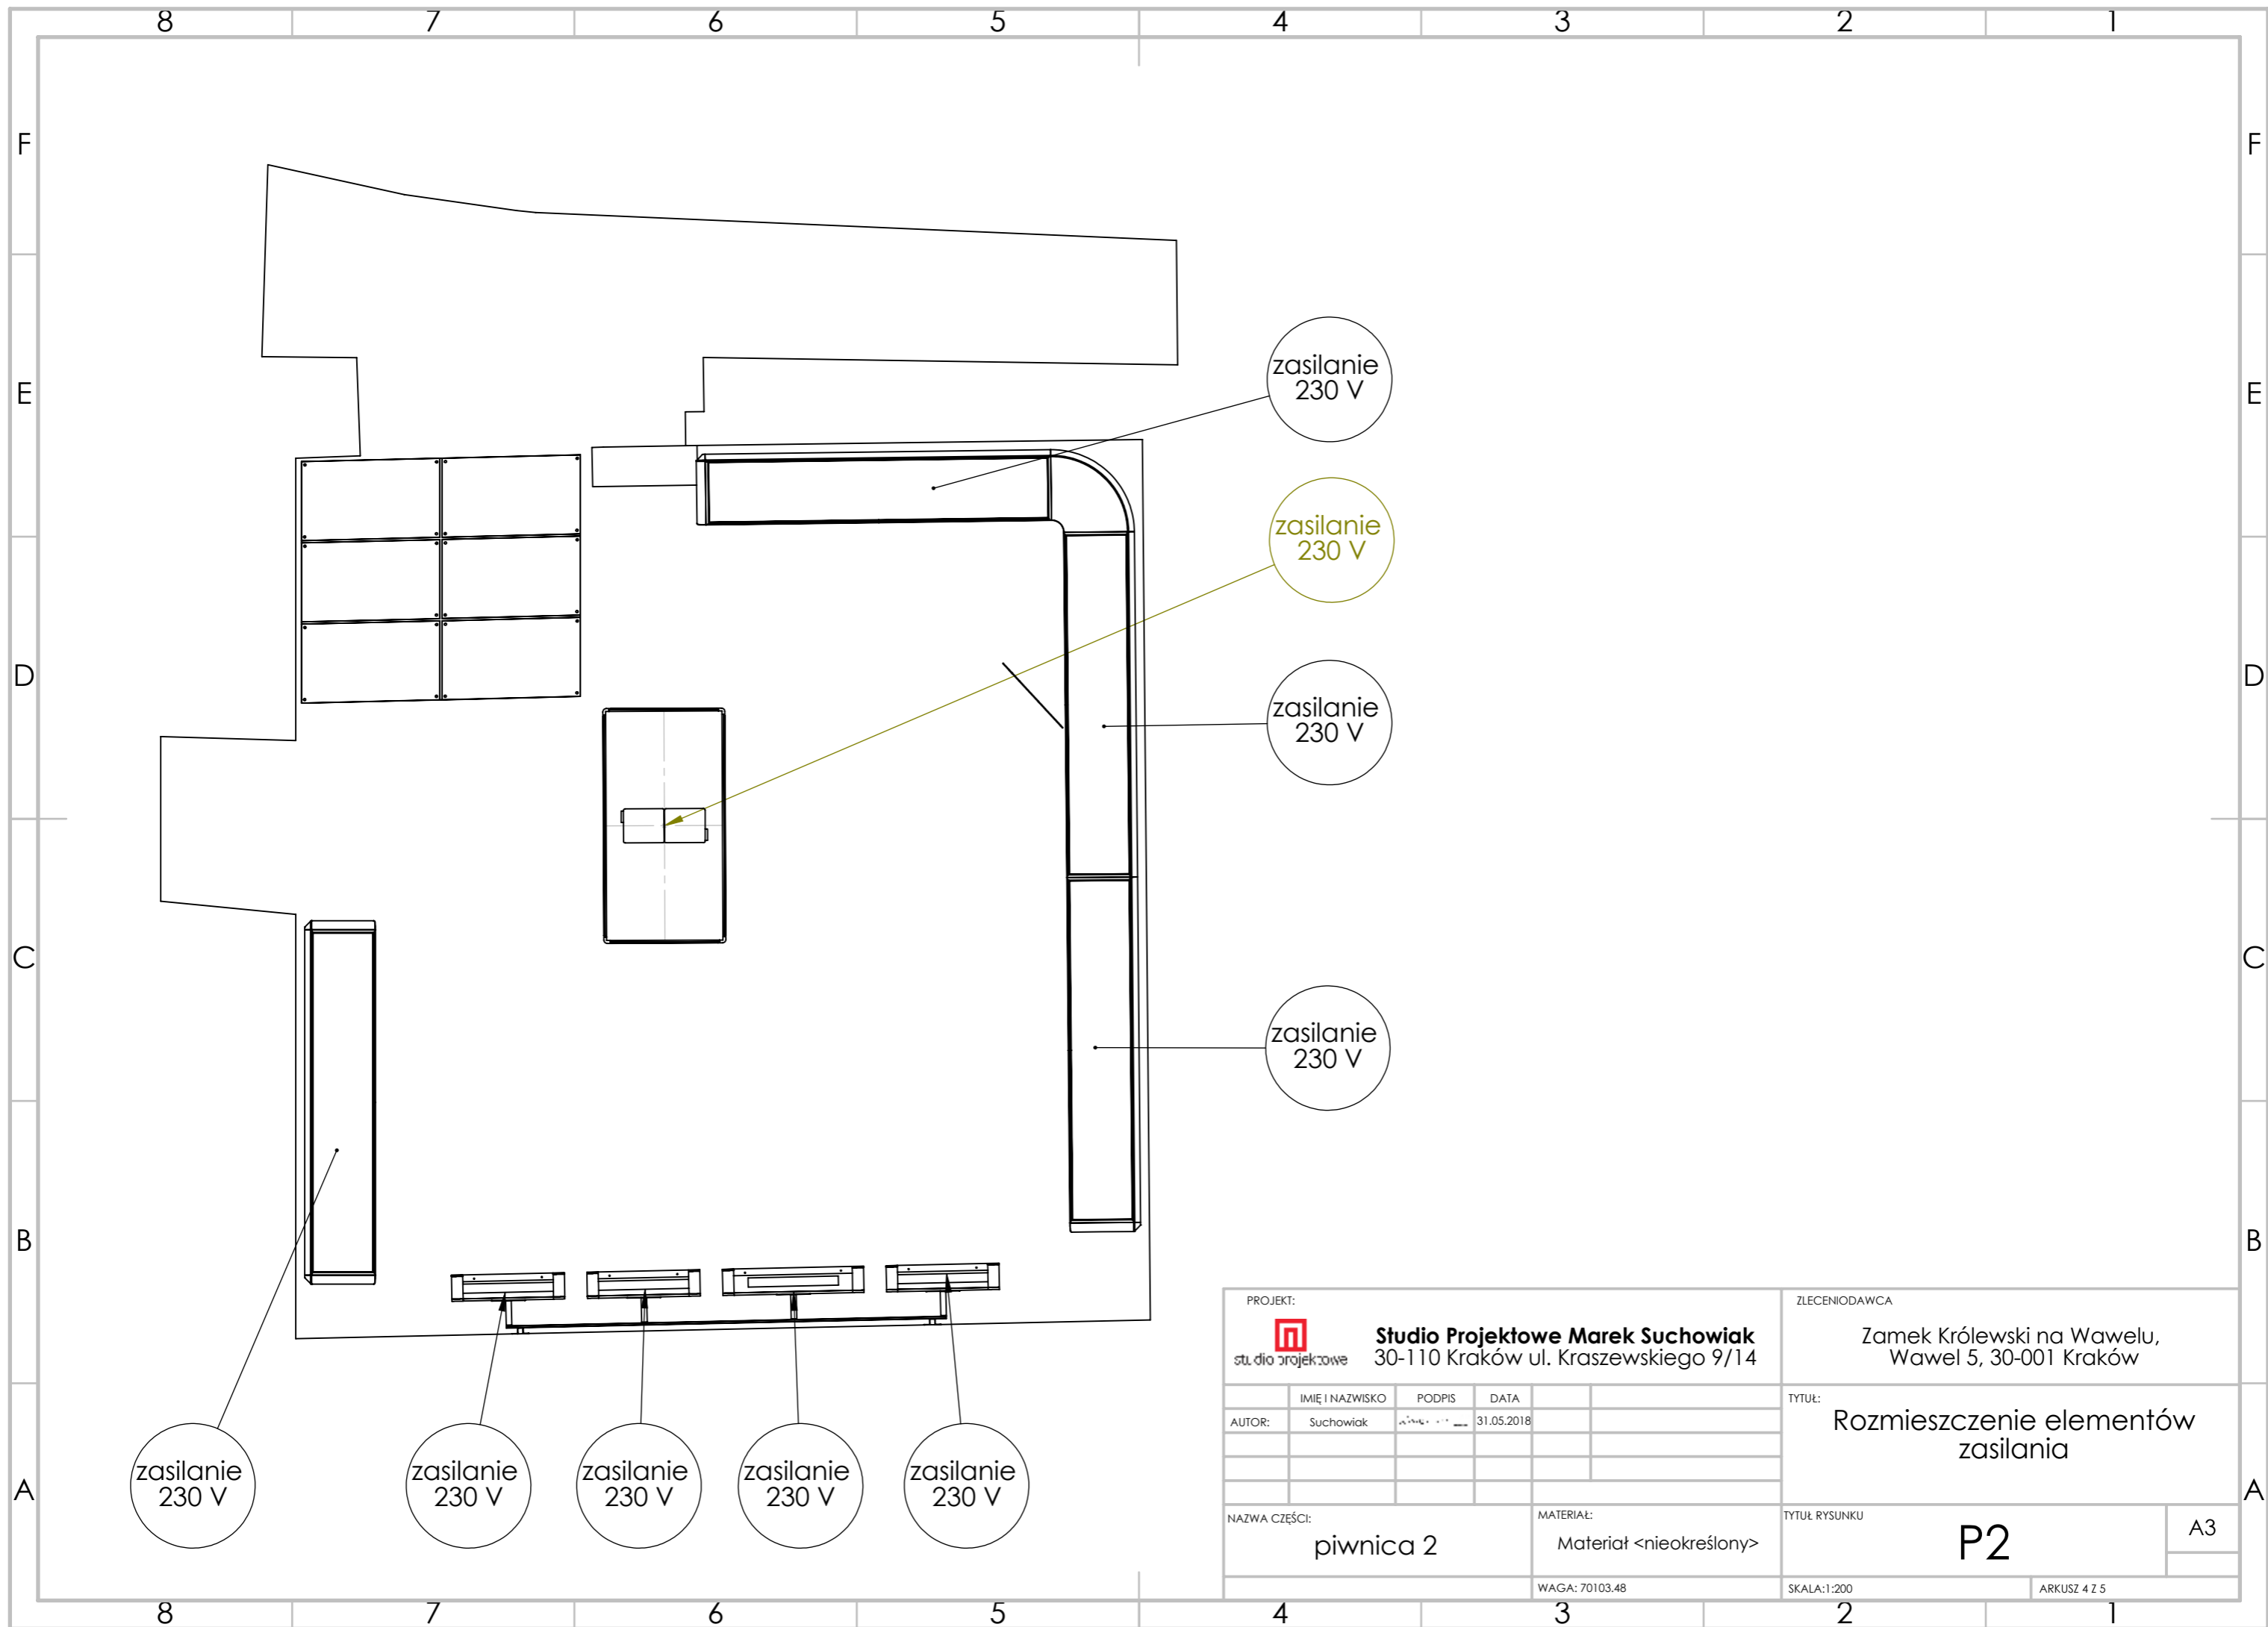 8 7 6 5 4 3 2 1
F F
E E
D D
C C
B B
A A
zasilanie
230 V
zasilanie
230 V
zasilanie
230 V
zasilanie
230 V
zasilanie
230 V
zasilanie
230 V
zasilanie
230 V
zasilanie
230 V
zasilanie
230 V
PROJEKT:
studio projektowe
Studio Projektowe Marek Suchowiak
30-110 Kraków ul. Kraszewskiego 9/14
ZLECENIODAWCA
Zamek Królewski na Wawelu,
Wawel 5, 30-001 Kraków
IMIĘ I NAZWISKO PODPIS DATA
AUTOR: Suchowiak 31.05.2018
TYTUŁ:
Rozmieszczenie elementów
zasilania
NAZWA CZĘŚCI:
piwnica 2
MATERIAŁ:
Materiał <nieokreślony>
TYTUŁ RYSUNKU
P2
A3
WAGA: 70103.48
SKALA:1:200
ARKUSZ 4 Z 5
8 7 6 5 4 3 2 1